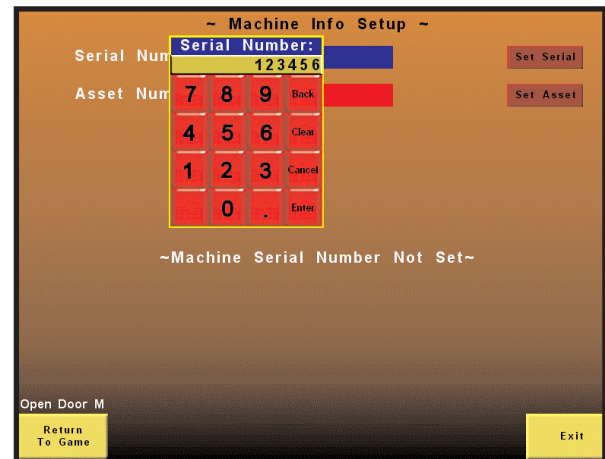 ~ Machine Info Setup ~
Serial Num
Serial Number:
123456
Set Serial
Asset Num
Set Asset
7 8 9 Back
4 5 6 Clear
1 2 3 Cancel
0 . Enter
~Machine Serial Number Not Set~
Open Door M
Return
To Game
Exit